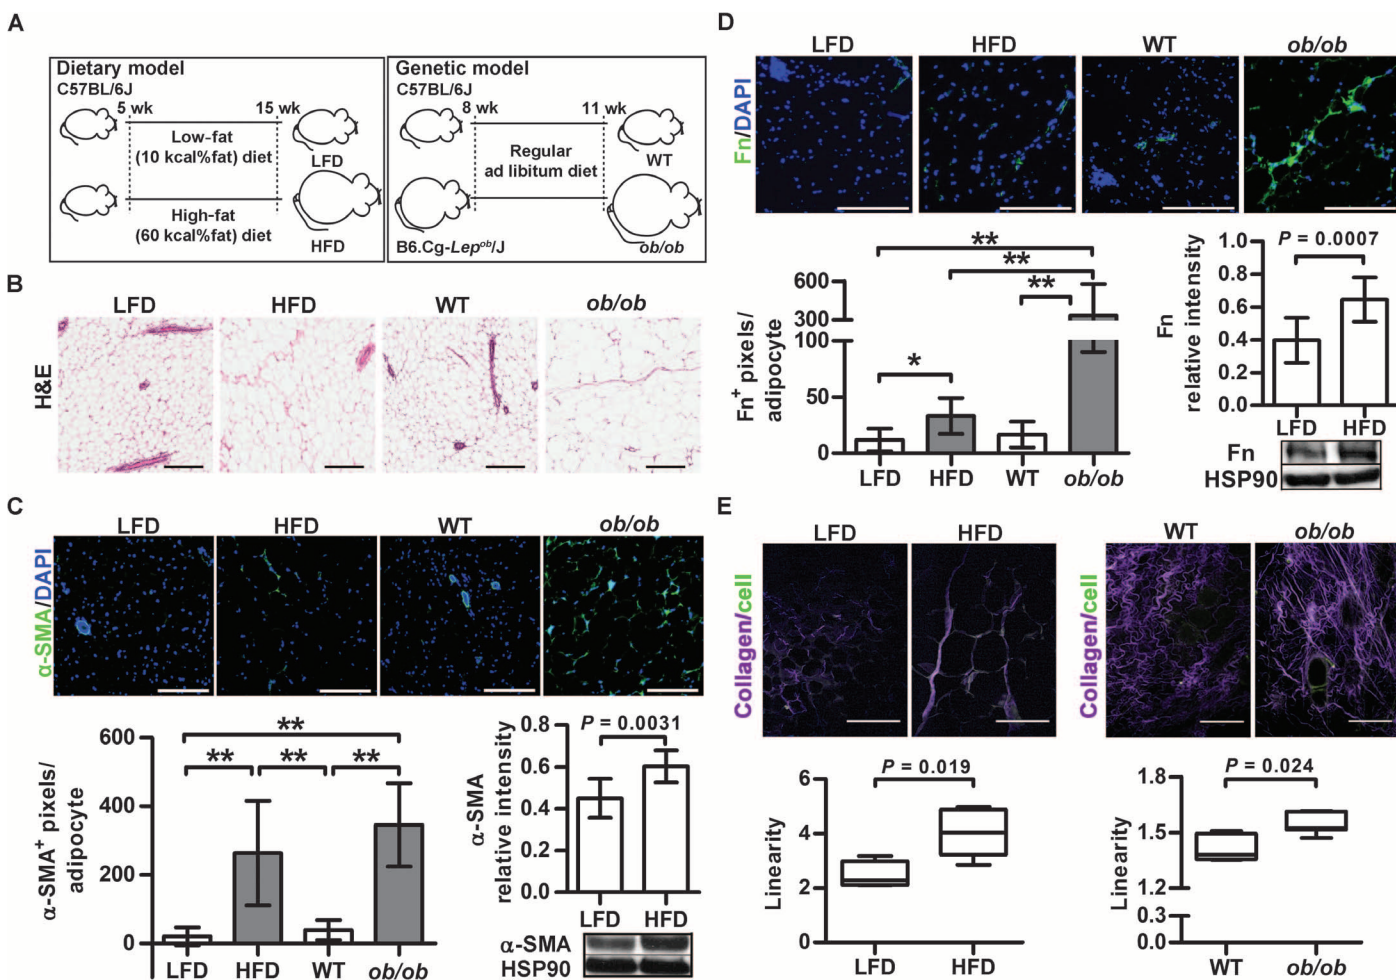 A
Dietary model
C57BL/6J
5 wk
15 wk
Low-fat
(10 kcal%fat) diet
LFD
High-fat
(60 kcal%fat) diet
HFD
Genetic model
C57BL/6J
8 wk
11 wk
Regular
ad libitum diet
WT
B6.Cg-Lepᵒᵇ/J
ob/ob
B
LFD HFD WT ob/ob
H&E
C
LFD HFD WT ob/ob
α-SMA/DAPI
α-SMA⁺ pixels/
adipocyte
600
400
200
0
** ** ** **
LFD HFD WT ob/ob
α-SMA
relative intensity
0.8
0.6
0.4
0.2
0.0
P = 0.0031
LFD HFD
α-SMA
HSP90
D
LFD HFD WT ob/ob
Fn/DAPI
Fn⁺ pixels/
adipocyte
600
300
100
50
0
**
**
**
*
LFD HFD WT ob/ob
Fn
relative intensity
1.0
0.8
0.6
0.4
0.2
0.0
P = 0.0007
LFD HFD
Fn
HSP90
E
LFD HFD WT ob/ob
Collagen/cell
Collagen/cell
Linearity
6
4
2
0
P = 0.019
LFD HFD
Linearity
1.8
1.5
1.2
0.3
0.0
P = 0.024
WT ob/ob